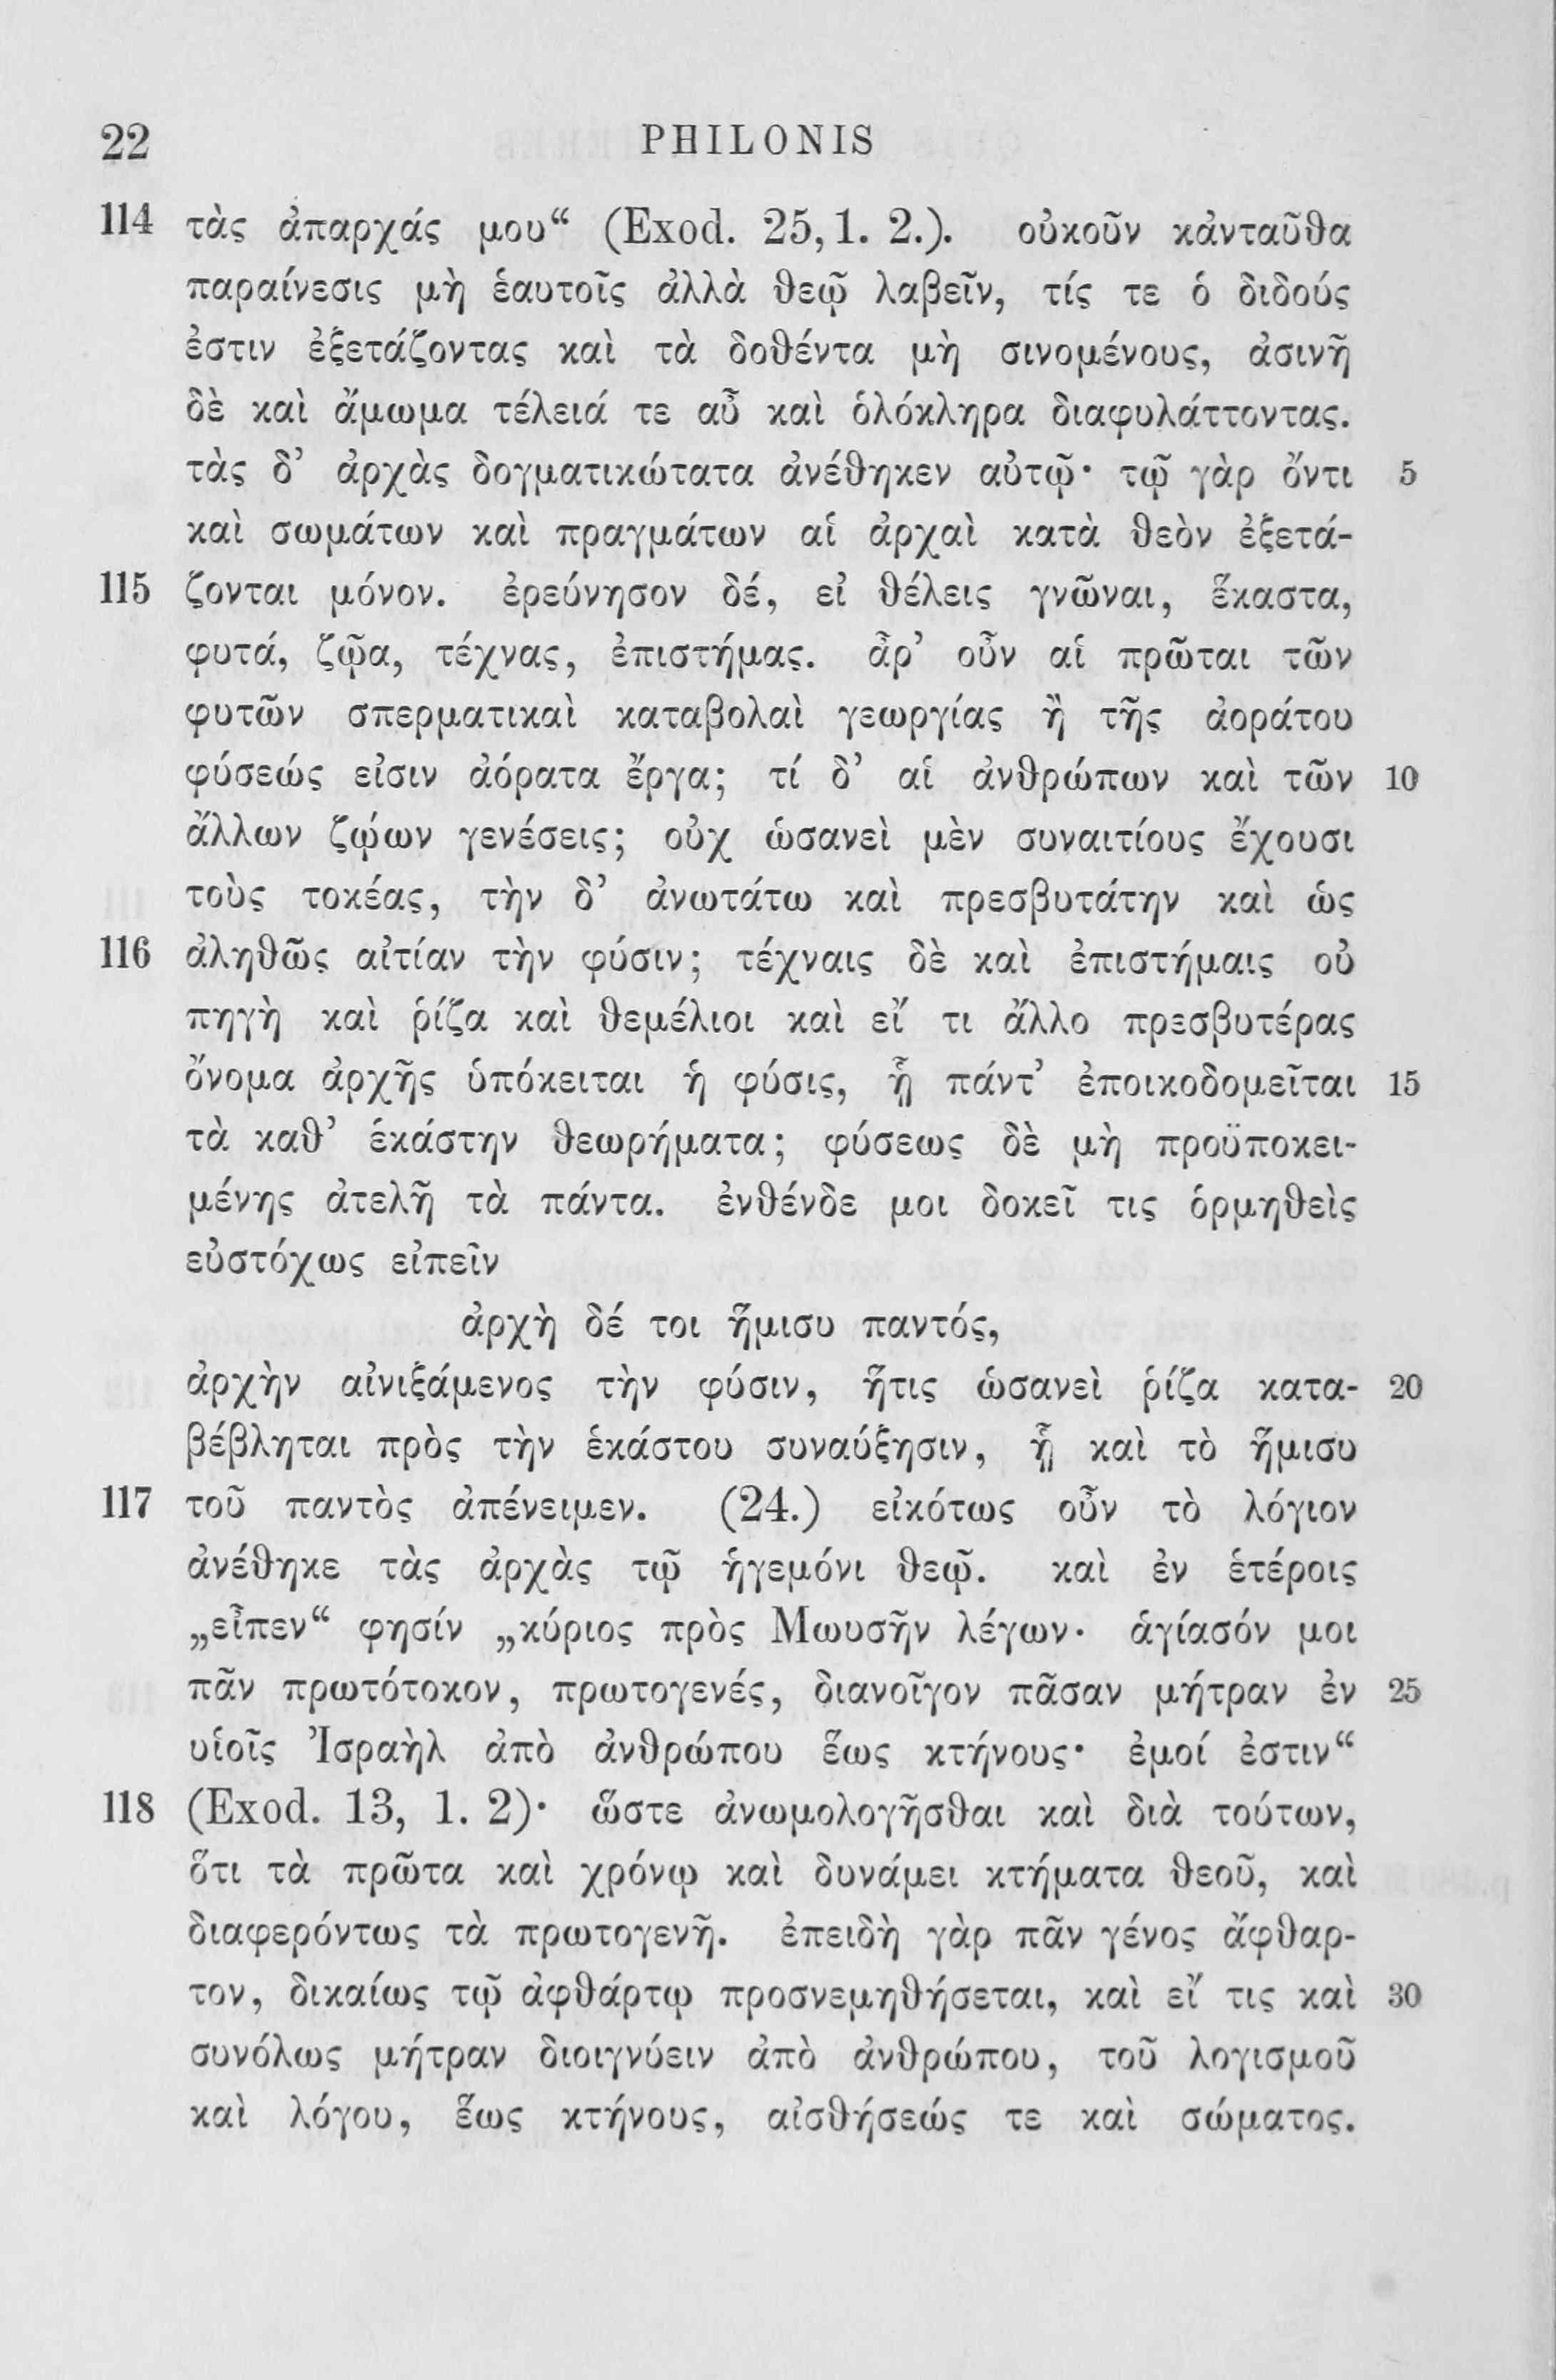 22 PHILONIS
114 τὰς ἀπαρχάς μου“ (Exod. 25, 1. 2.). οὐκοῦν κἀνταῦθα
παραίνεσις μὴ ἑαυτοῖς ἀλλὰ θεῷ λαβεῖν, τίς τε ὁ διδούς
ἐστιν ἐξετάζοντας καὶ τὰ δοθέντα μὴ σινομένους, ἀσινῆ
δὲ καὶ ἄμωμα τέλειά τε αὖ καὶ ὁλόκληρα διαφυλάττοντας.
τὰς δ’ ἀρχὰς δογματικώτατα ἀνέθηκεν αὐτῷ· τῷ γὰρ ὄντι 5
καὶ σωμάτων καὶ πραγμάτων αἱ ἀρχαὶ κατὰ θεὸν ἐξετά-
115 ζονται μόνον. ἐρεύνησον δέ, εἰ θέλεις γνῶναι, ἕκαστα,
φυτά, ζῷα, τέχνας, ἐπιστήμας. ἆρ’ οὖν αἱ πρῶται τῶν
φυτῶν σπερματικαὶ καταβολαὶ γεωργίας ἢ τῆς ἀοράτου
φύσεώς εἰσιν ἀόρατα ἔργα; τί δ’ αἱ ἀνθρώπων καὶ τῶν 10
ἄλλων ζῴων γενέσεις; οὐχ ὡσανεὶ μὲν συναιτίους ἔχουσι
τοὺς τοκέας, τὴν δ’ ἀνωτάτω καὶ πρεσβυτάτην καὶ ὡς
116 ἀληθῶς αἰτίαν τὴν φύσιν; τέχναις δὲ καὶ ἐπιστήμαις οὐ
πηγὴ καὶ ῥίζα καὶ θεμέλιοι καὶ εἴ τι ἄλλο πρεσβυτέρας
ὄνομα ἀρχῆς ὑπόκειται ἡ φύσις, ᾗ πάντ’ ἐποικοδομεῖται 15
τὰ καθ’ ἑκάστην θεωρήματα; φύσεως δὲ μὴ προϋποκει-
μένης ἀτελῆ τὰ πάντα. ἐνθένδε μοι δοκεῖ τις ὁρμηθεὶς
εὐστόχως εἰπεῖν
ἀρχὴ δέ τοι ἥμισυ παντός,
ἀρχὴν αἰνιξάμενος τὴν φύσιν, ἥτις ὡσανεὶ ῥίζα κατα- 20
βέβληται πρὸς τὴν ἑκάστου συναύξησιν, ᾗ καὶ τὸ ἥμισυ
117 τοῦ παντὸς ἀπένειμεν. (24.) εἰκότως οὖν τὸ λόγιον
ἀνέθηκε τὰς ἀρχὰς τῷ ἡγεμόνι θεῷ. καὶ ἐν ἑτέροις
„εἶπεν“ φησίν „κύριος πρὸς Μωυσῆν λέγων· ἁγίασόν μοι
πᾶν πρωτότοκον, πρωτογενές, διανοῖγον πᾶσαν μήτραν ἐν 25
υἱοῖς Ἰσραὴλ ἀπὸ ἀνθρώπου ἕως κτήνους· ἐμοί ἐστιν“
118 (Exod. 13, 1. 2)· ὥστε ἀνωμολογῆσθαι καὶ διὰ τούτων,
ὅτι τὰ πρῶτα καὶ χρόνῳ καὶ δυνάμει κτήματα θεοῦ, καὶ
διαφερόντως τὰ πρωτογενῆ. ἐπειδὴ γὰρ πᾶν γένος ἄφθαρ-
τον, δικαίως τῷ ἀφθάρτῳ προσνεμηθήσεται, καὶ εἴ τις καὶ 30
συνόλως μήτραν διοιγνύειν ἀπὸ ἀνθρώπου, τοῦ λογισμοῦ
καὶ λόγου, ἕως κτήνους, αἰσθήσεώς τε καὶ σώματος.